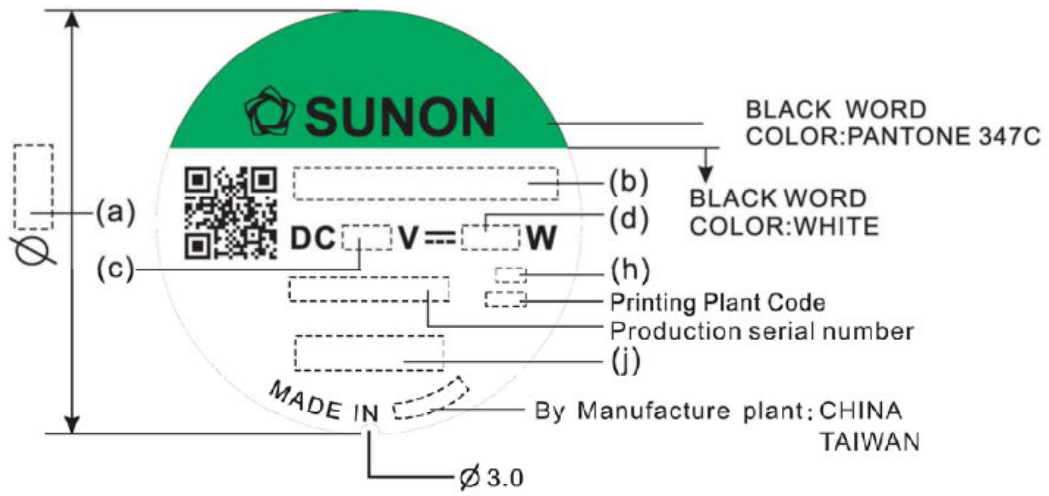 SUNON
BLACK WORD
COLOR:PANTONE 347C
(a)
(b)
BLACK WORD
COLOR:WHITE
(d)
DC V W
Ø
(c)
(h)
Printing Plant Code
Production serial number
(j)
MADE IN
By Manufacture plant: CHINA
TAIWAN
Ø 3.0